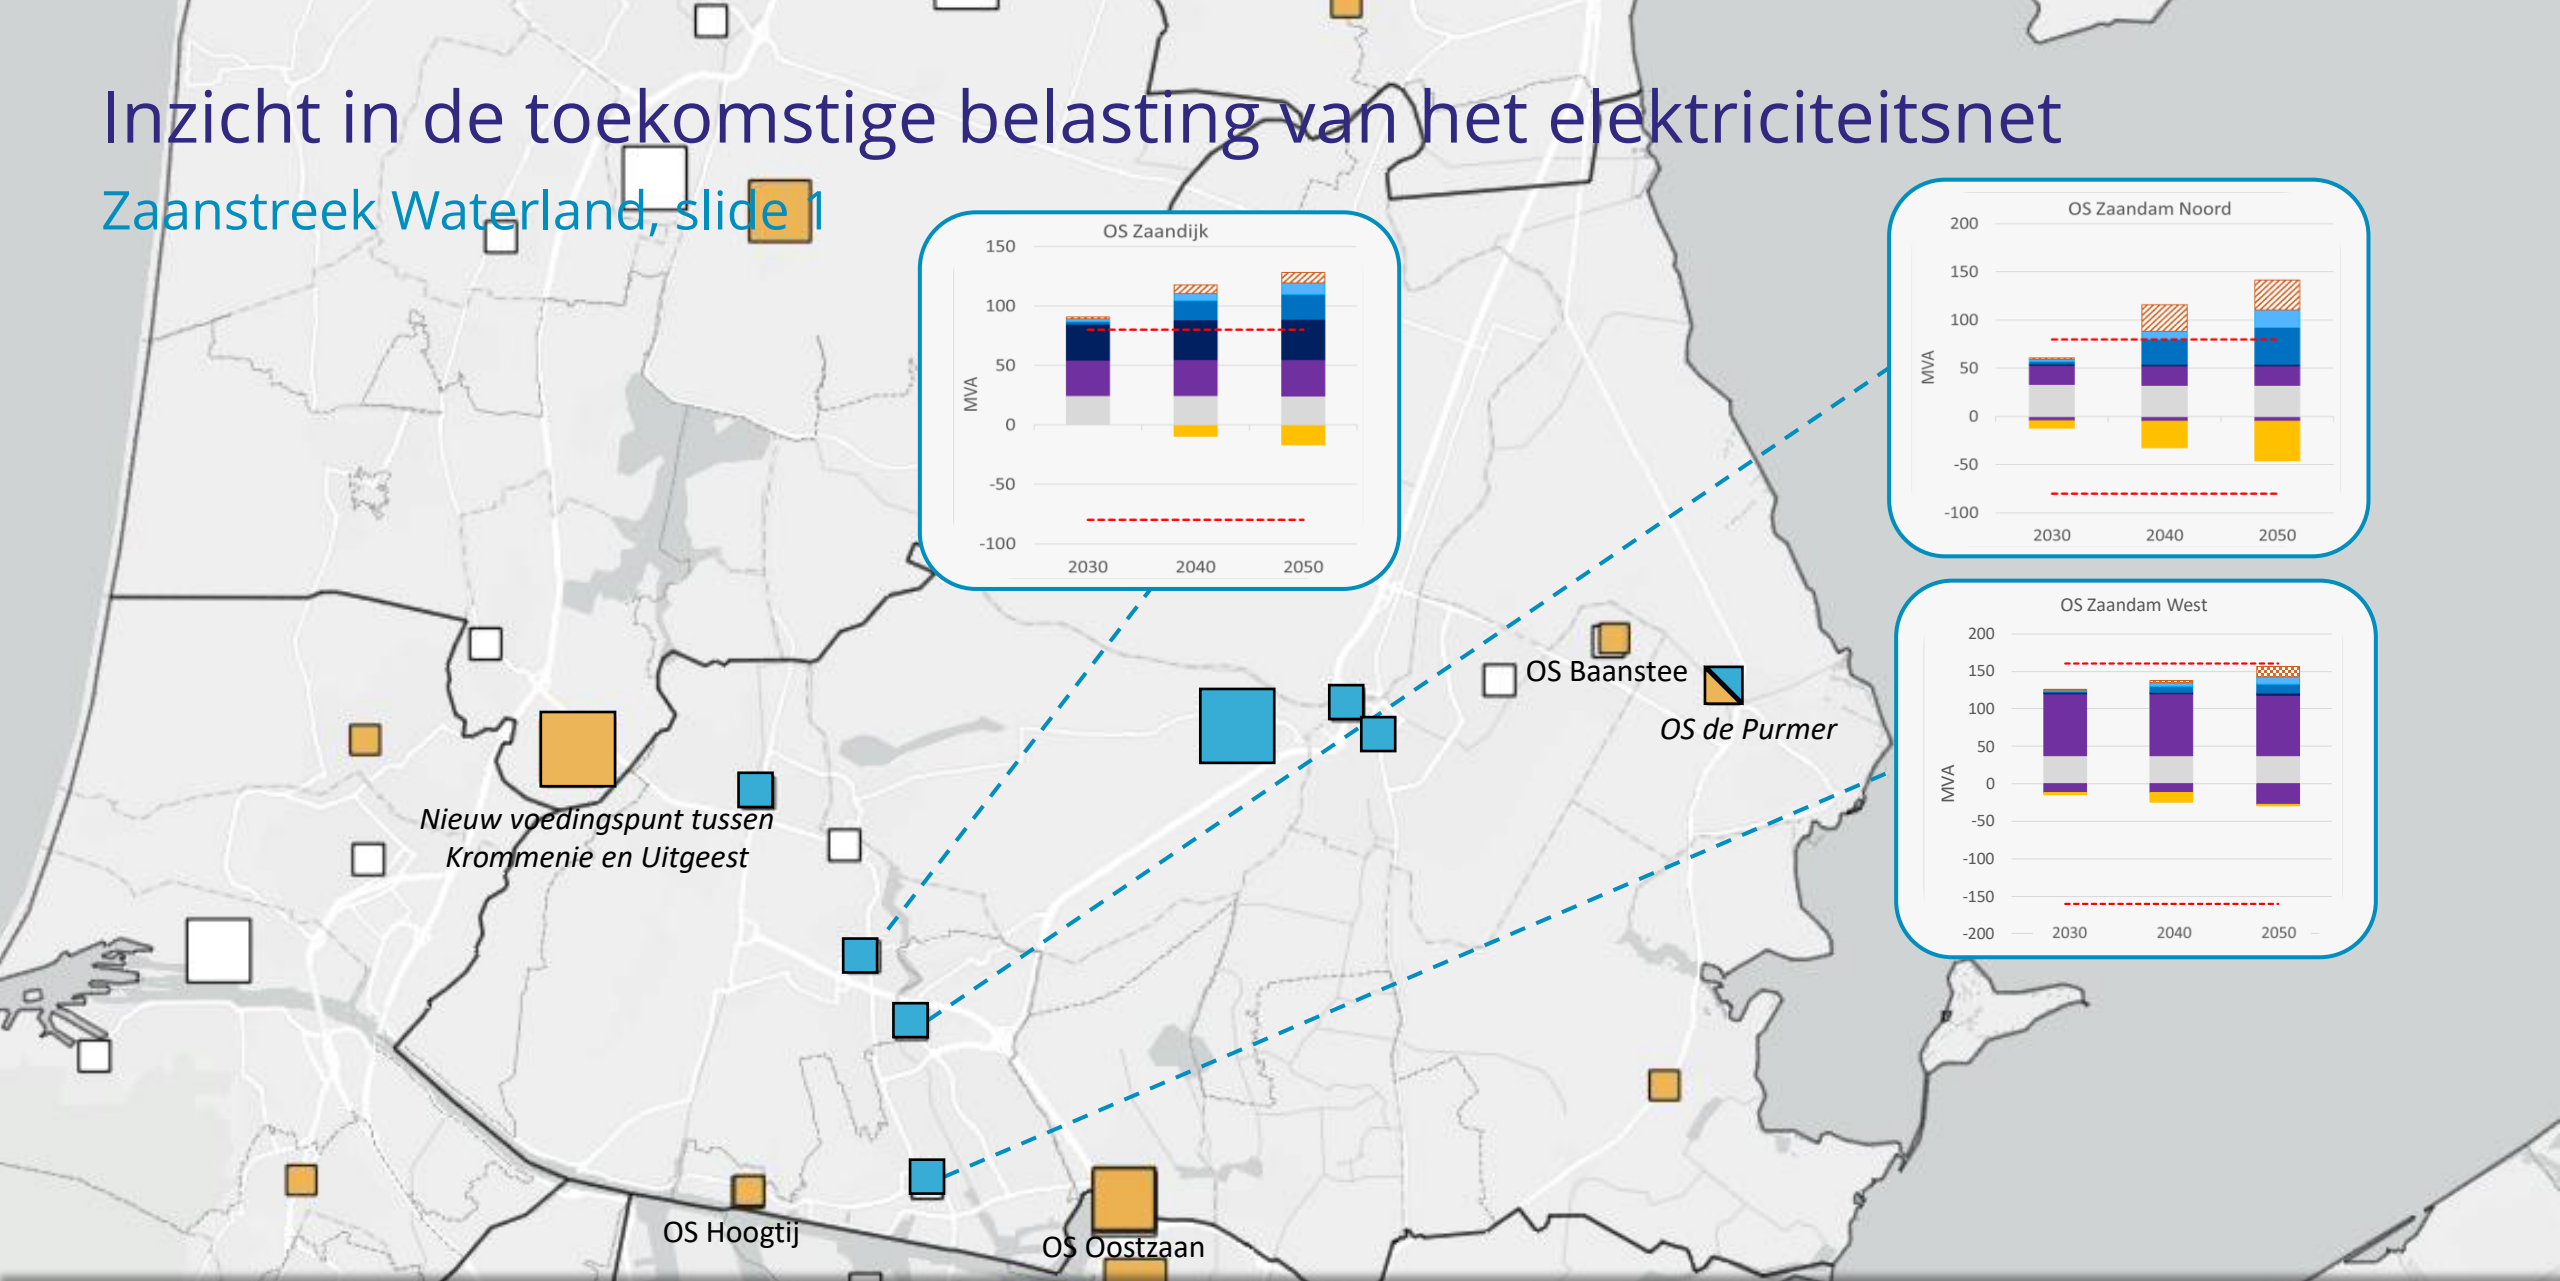 Inzicht in de toekomstige belasting van het elektriciteitsnet
Zaanstreek Waterland, slide 1
OS Zaandijk
150
100
50
0
-50
-100
MVA
2030 2040 2050
OS Zaandam Noord
200
150
100
50
0
-50
-100
MVA
2030 2040 2050
OS Zaandam West
200
150
100
50
0
-50
-100
-150
-200
MVA
2030 2040 2050
OS Baanstee
OS de Purmer
Nieuw voedingspunt tussen
Krommenie en Uitgeest
OS Hoogtij
OS Oostzaan